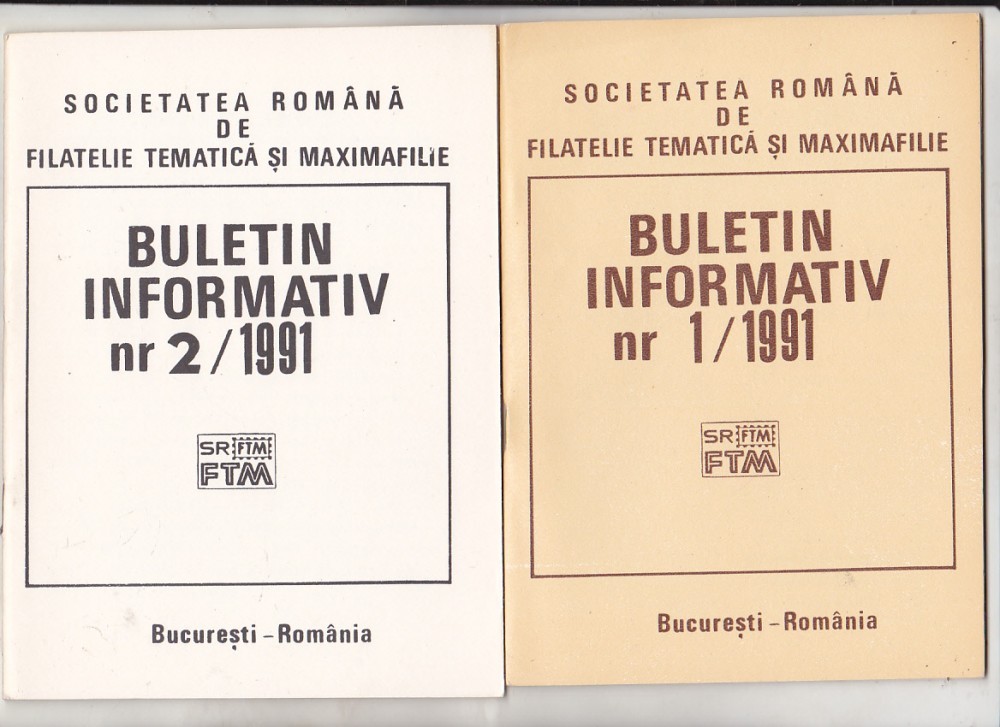 SOCIETATEA ROMÂNĂ
DE
FILATELIE TEMATICĂ ȘI MAXIMAFILIE
BULETIN
INFORMATIV
nr 2/1991
SR FTM
FTM
București – România
SOCIETATEA ROMÂNĂ
DE
FILATELIE TEMATICĂ ȘI MAXIMAFILIE
BULETIN
INFORMATIV
nr 1/1991
SR FTM
FTM
București – România